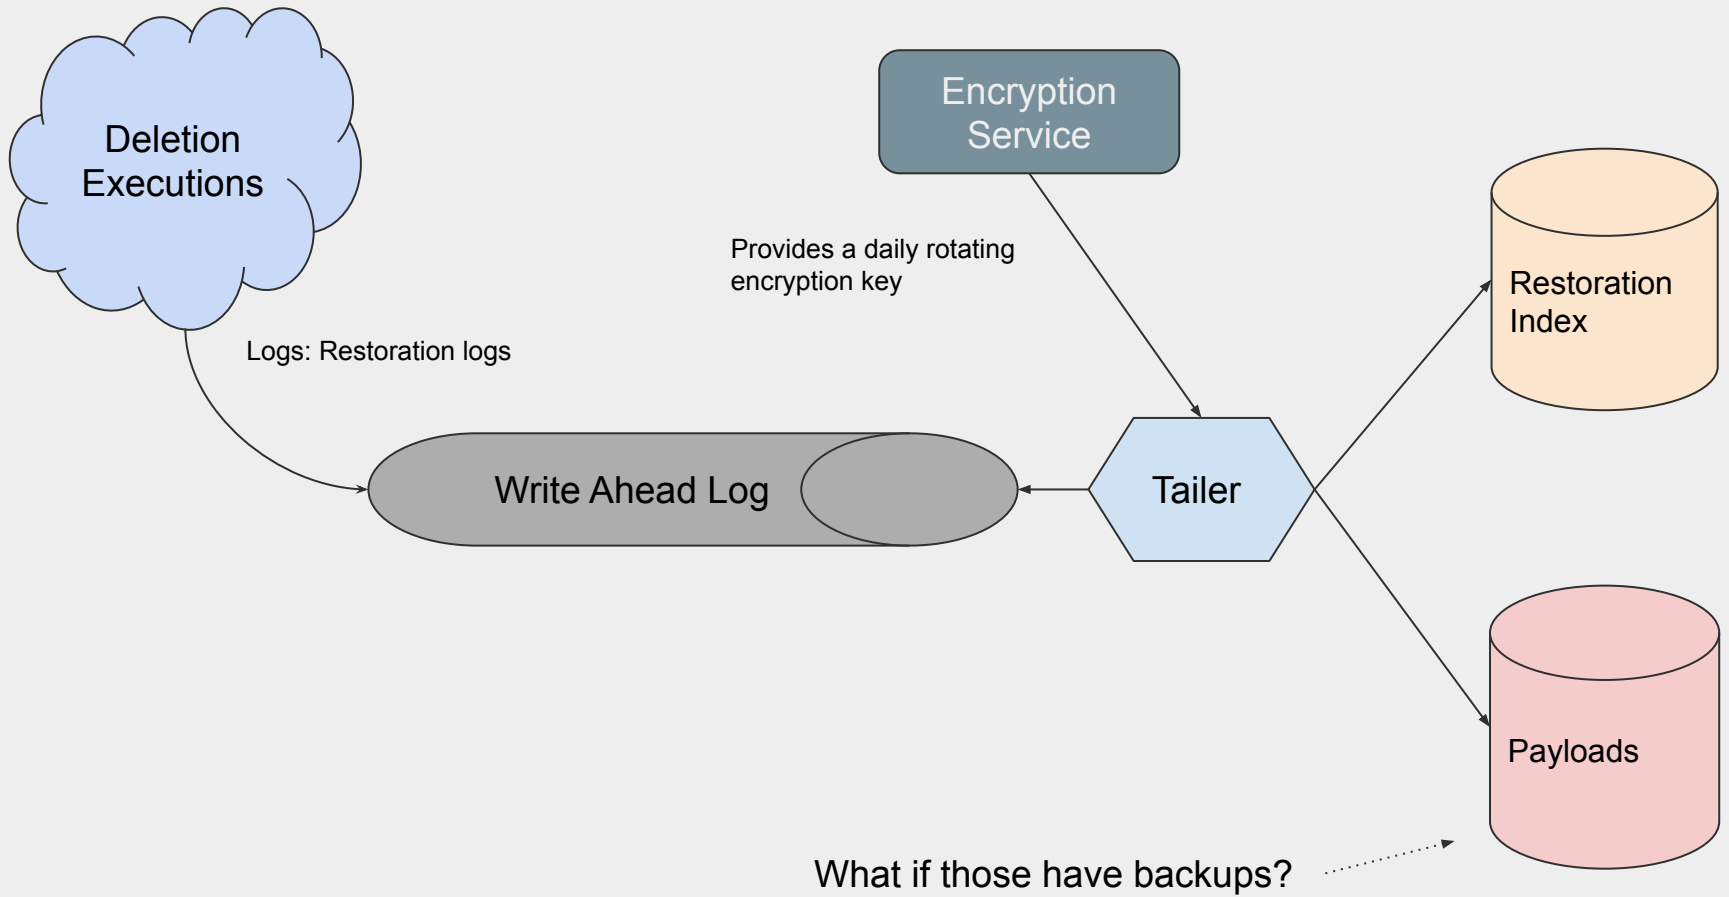 Deletion
Executions
Encryption
Service
Provides a daily rotating
encryption key
Restoration
Index
Logs: Restoration logs
Write Ahead Log
Tailer
Payloads
What if those have backups?